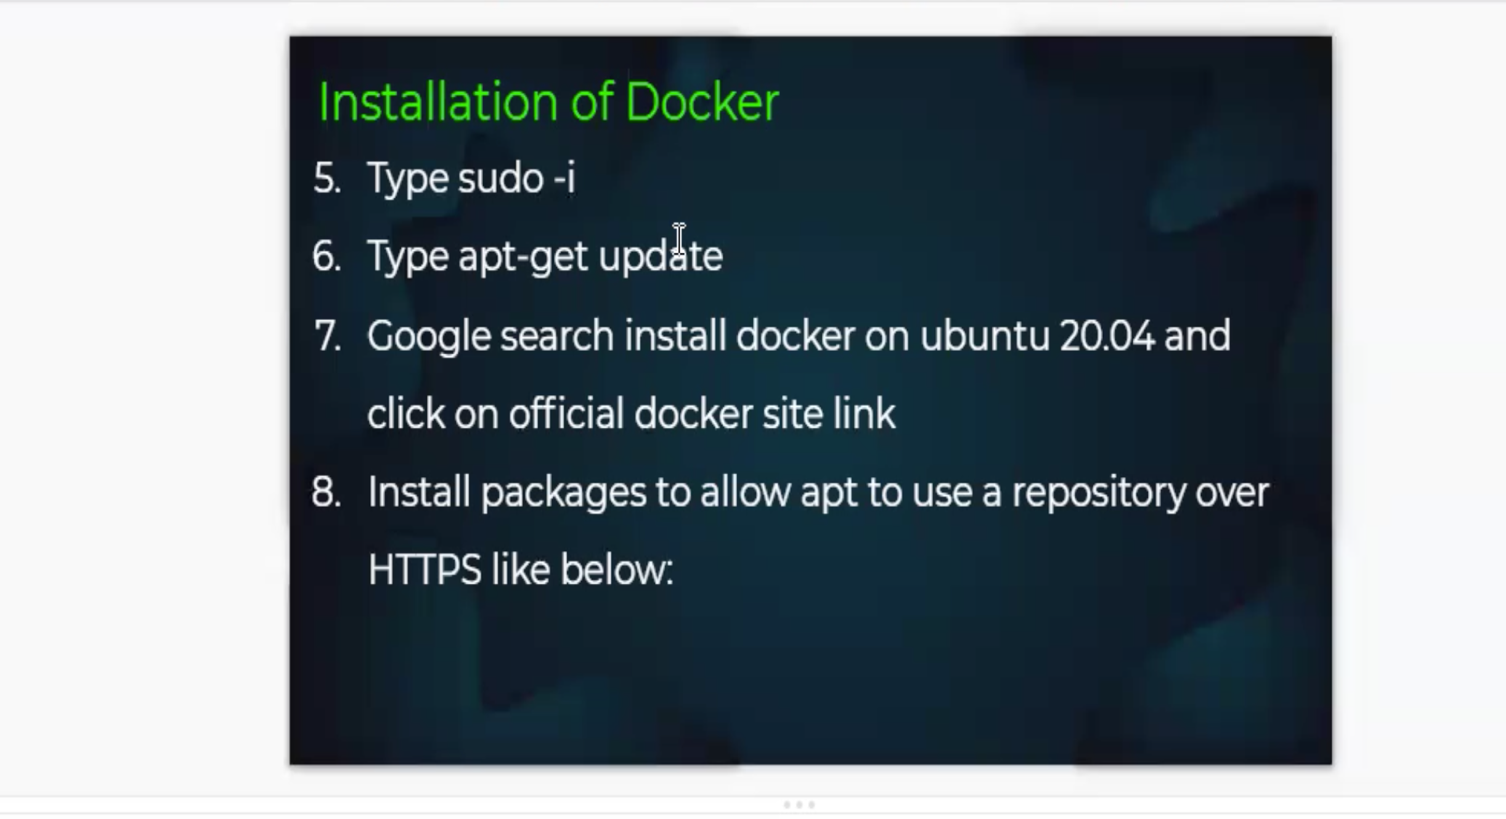 Installation of Docker
5. Type sudo -i
6. Type apt-get update
7. Google search install docker on ubuntu 20.04 and
click on official docker site link
8. Install packages to allow apt to use a repository over
HTTPS like below: